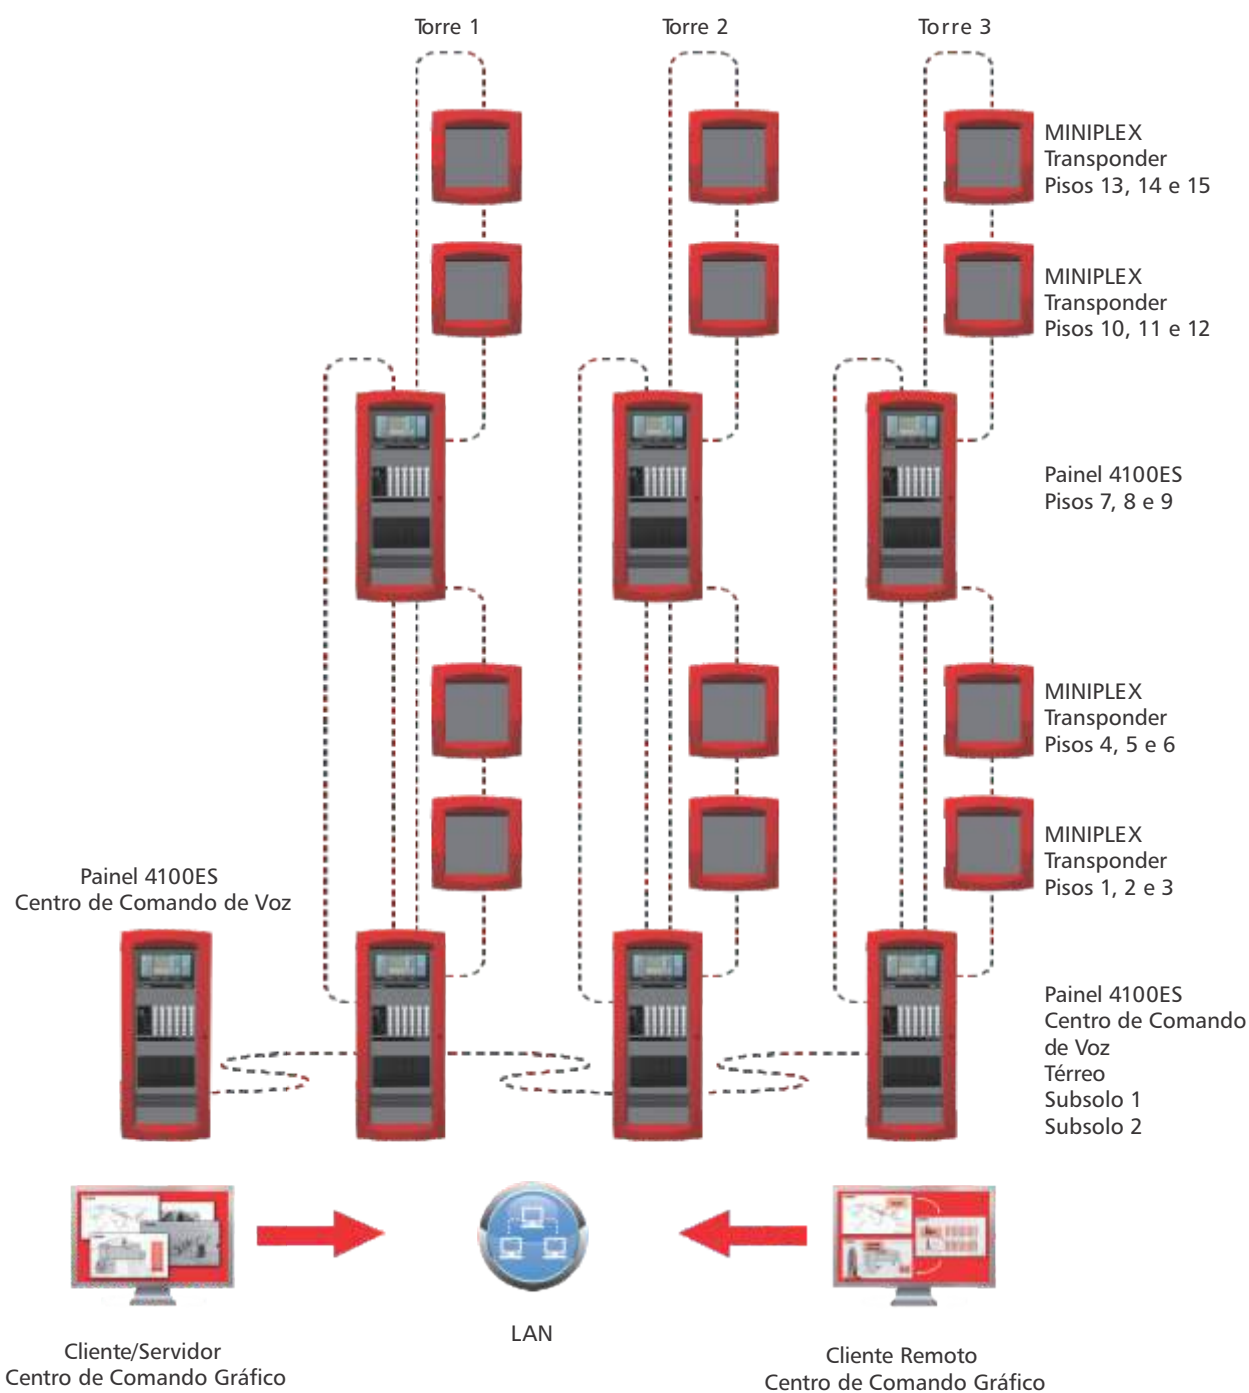 Torre 1
Torre 2
Torre 3
MINIPLEX
Transponder
Pisos 13, 14 e 15
MINIPLEX
Transponder
Pisos 10, 11 e 12
Painel 4100ES
Pisos 7, 8 e 9
MINIPLEX
Transponder
Pisos 4, 5 e 6
MINIPLEX
Transponder
Pisos 1, 2 e 3
Painel 4100ES
Centro de Comando de Voz
Painel 4100ES
Centro de Comando
de Voz
Térreo
Subsolo 1
Subsolo 2
LAN
Cliente/Servidor
Centro de Comando Gráfico
Cliente Remoto
Centro de Comando Gráfico